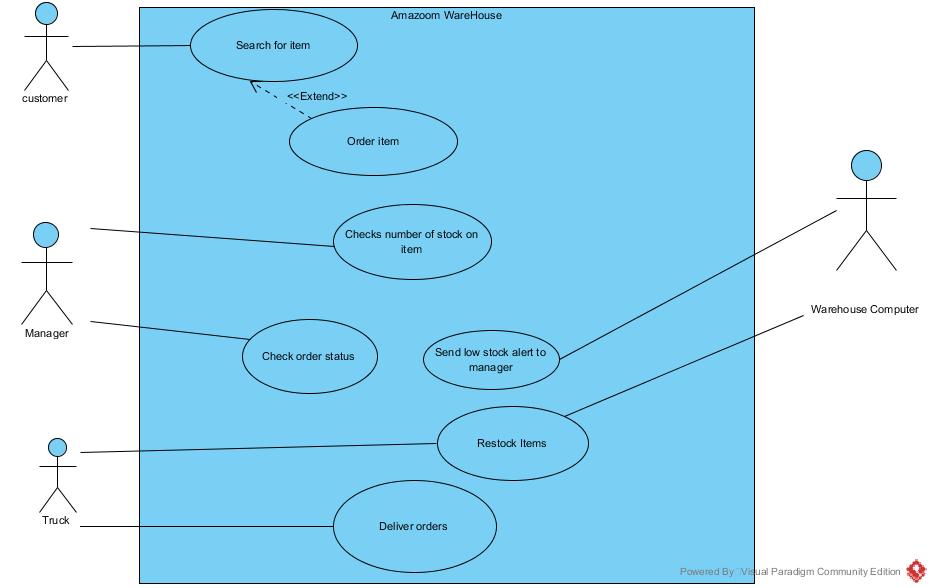 Amazoom WareHouse
Search for item
customer
<<Extend>>
Order item
Checks number of stock on
item
Manager
Warehouse Computer
Check order status
Send low stock alert to
manager
Restock Items
Truck
Deliver orders
Powered By Visual Paradigm Community Edition